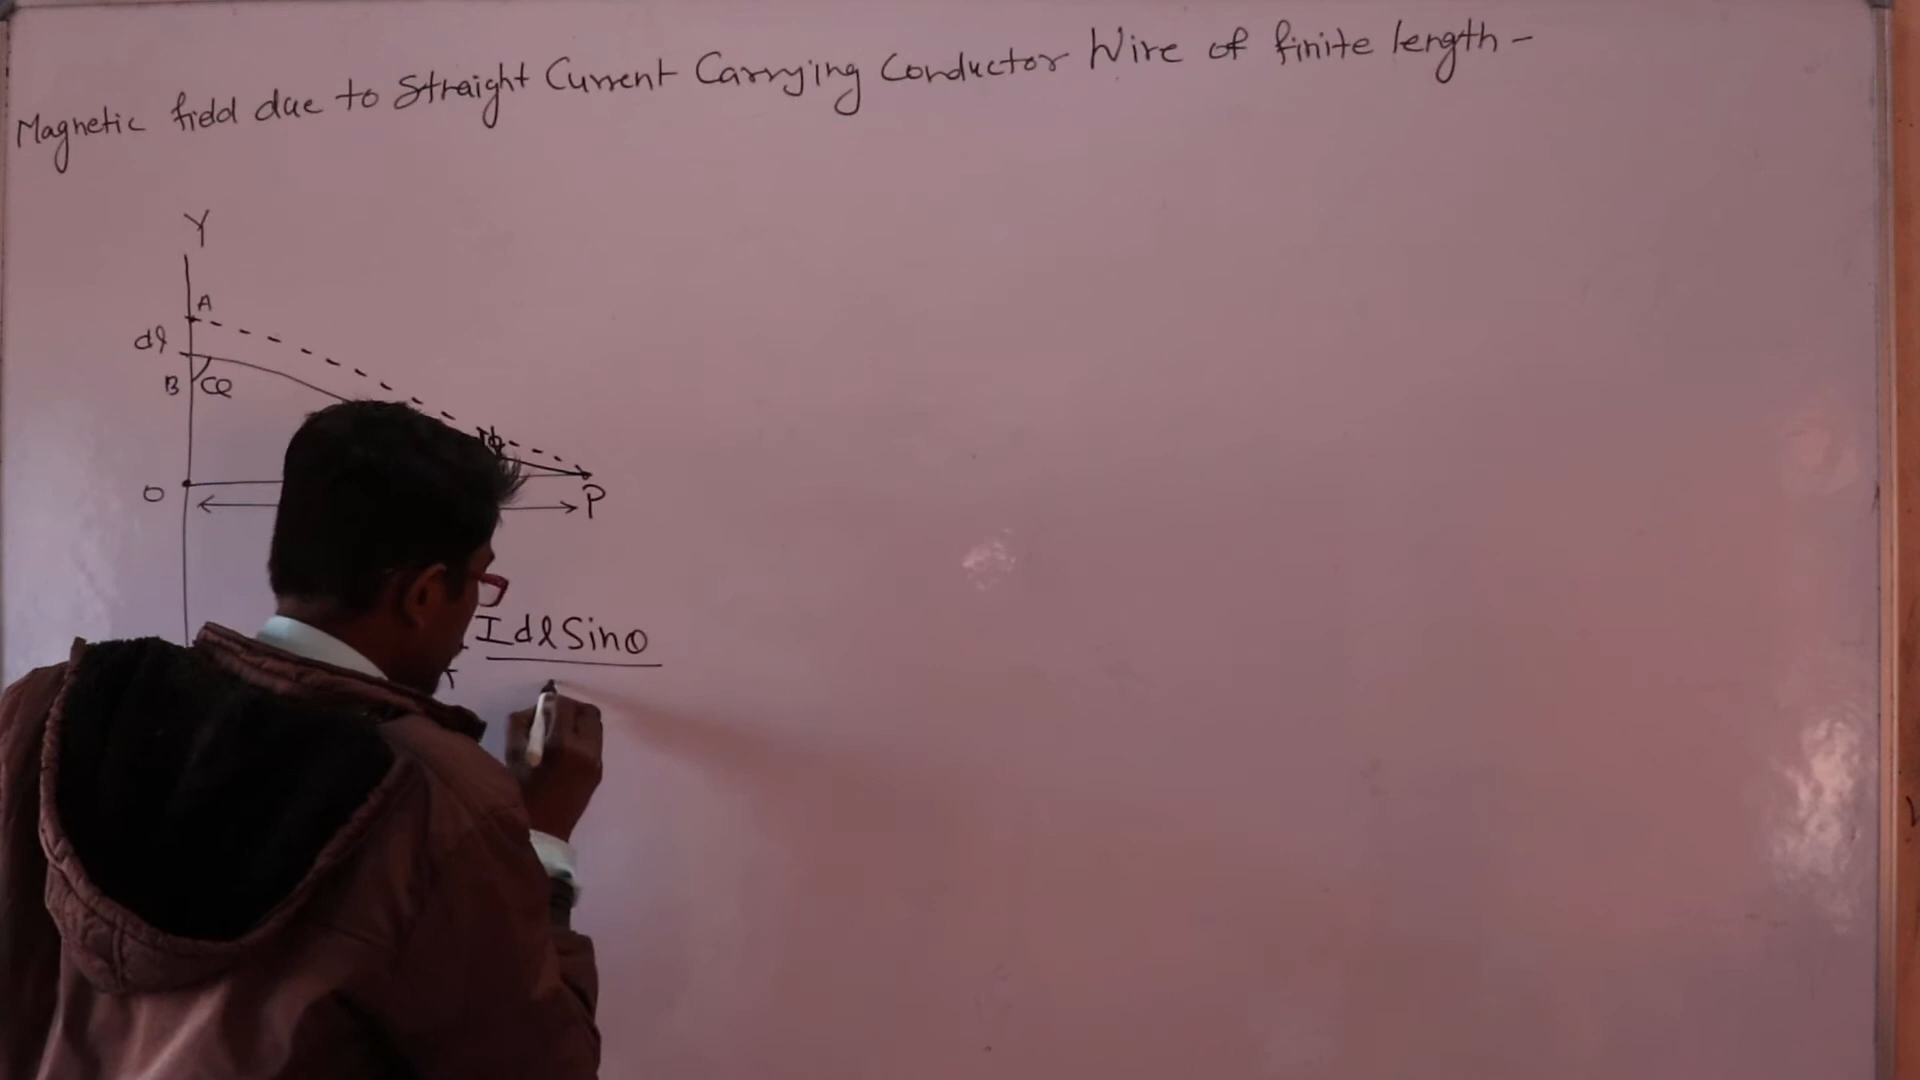 Magnetic field due to Straight Current Carrying Conductor Wire of finite length -
Y
A
dl
B
O
P
IdlSinθ